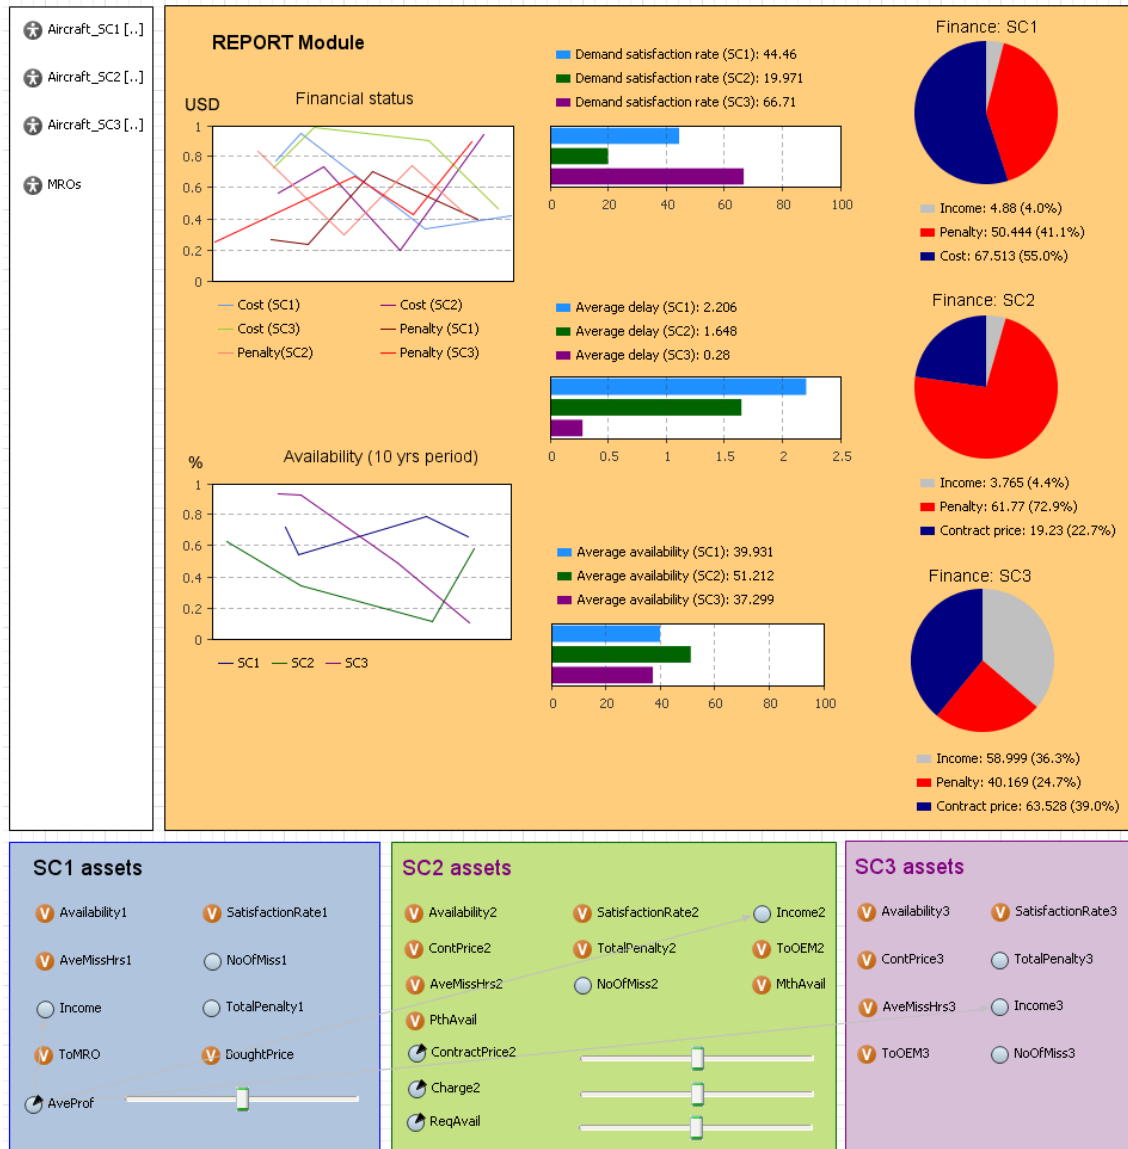 Aircraft_SC1 [..]
Aircraft_SC2 [..]
Aircraft_SC3 [..]
MROs
REPORT Module
USD
Financial status
1
0.8
0.6
0.4
0.2
0
Cost (SC1)
Cost (SC2)
Cost (SC3)
Penalty (SC1)
Penalty(SC2)
Penalty (SC3)
%
Availability (10 yrs period)
1
0.8
0.6
0.4
0.2
0
SC1
SC2
SC3
Demand satisfaction rate (SC1): 44.46
Demand satisfaction rate (SC2): 19.971
Demand satisfaction rate (SC3): 66.71
0 20 40 60 80 100
Average delay (SC1): 2.206
Average delay (SC2): 1.648
Average delay (SC3): 0.28
0 0.5 1 1.5 2 2.5
Average availability (SC1): 39.931
Average availability (SC2): 51.212
Average availability (SC3): 37.299
0 20 40 60 80 100
Finance: SC1
Income: 4.88 (4.0%)
Penalty: 50.444 (41.1%)
Cost: 67.513 (55.0%)
Finance: SC2
Income: 3.765 (4.4%)
Penalty: 61.77 (72.9%)
Contract price: 19.23 (22.7%)
Finance: SC3
Income: 58.999 (36.3%)
Penalty: 40.169 (24.7%)
Contract price: 63.528 (39.0%)
SC1 assets
V Availability1
V SatisfactionRate1
V AveMissHrs1
NoOfMiss1
Income
TotalPenalty1
V ToMRO
V BoughtPrice
AveProf
SC2 assets
V Availability2
V SatisfactionRate2
Income2
V ContPrice2
V TotalPenalty2
V ToOEM2
V AveMissHrs2
NoOfMiss2
V MthAvail
V PthAvail
ContractPrice2
Charge2
ReqAvail
SC3 assets
V Availability3
V SatisfactionRate3
V ContPrice3
TotalPenalty3
V AveMissHrs3
Income3
V ToOEM3
NoOfMiss3